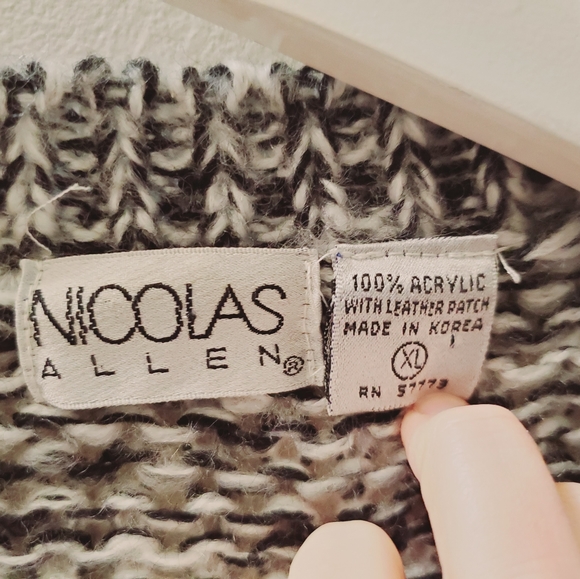 NICOLAS
ALLEN®
100% ACRYLIC
WITH LEATHER PATCH
MADE IN KOREA
XL
RN 57773